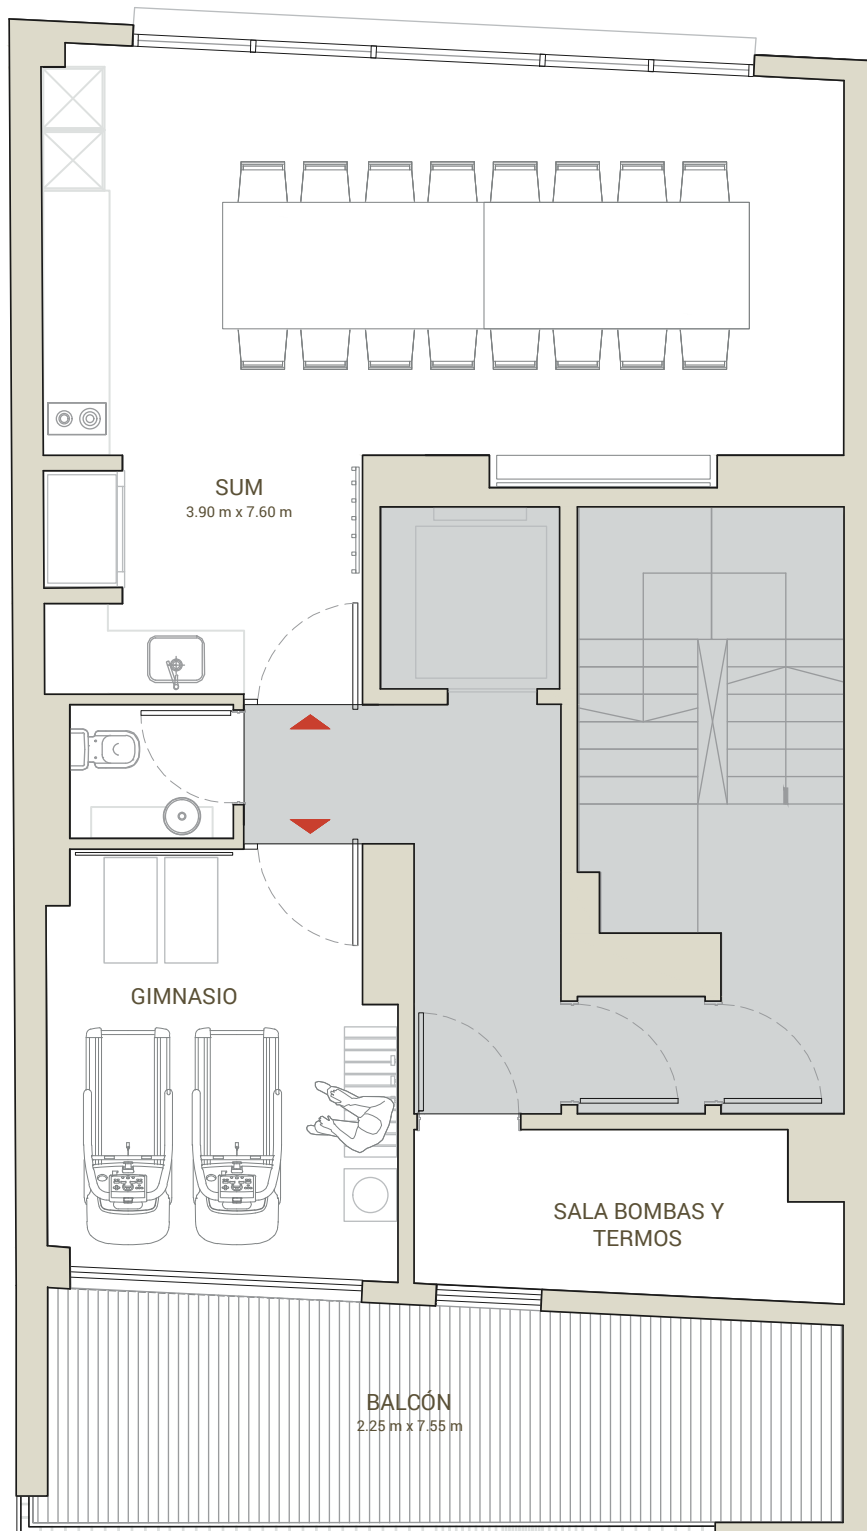 SUM
3.90 m x 7.60 m
GIMNASIO
SALA BOMBAS Y
TERMOS
BALCÓN
2.25 m x 7.55 m